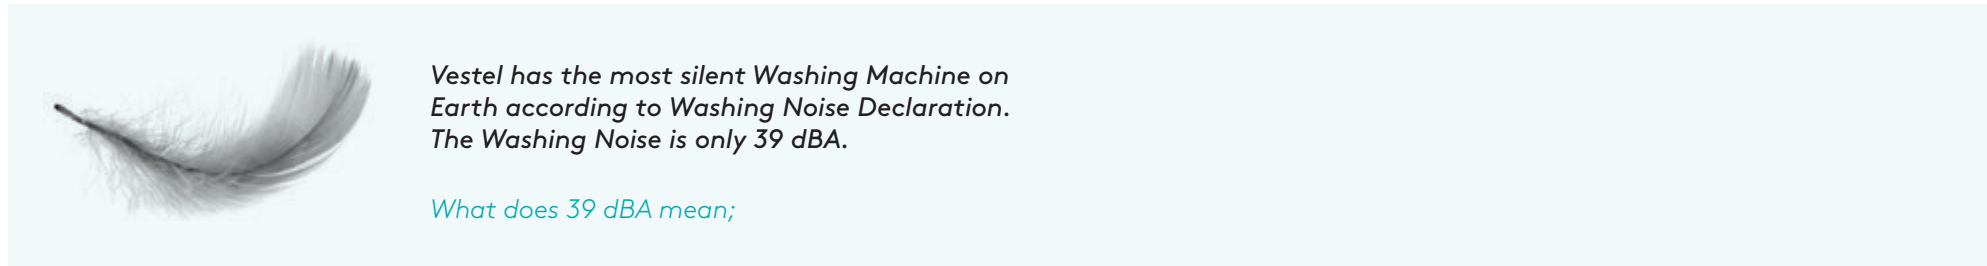 Vestel has the most silent Washing Machine on
Earth according to Washing Noise Declaration.
The Washing Noise is only 39 dBA.
What does 39 dBA mean;